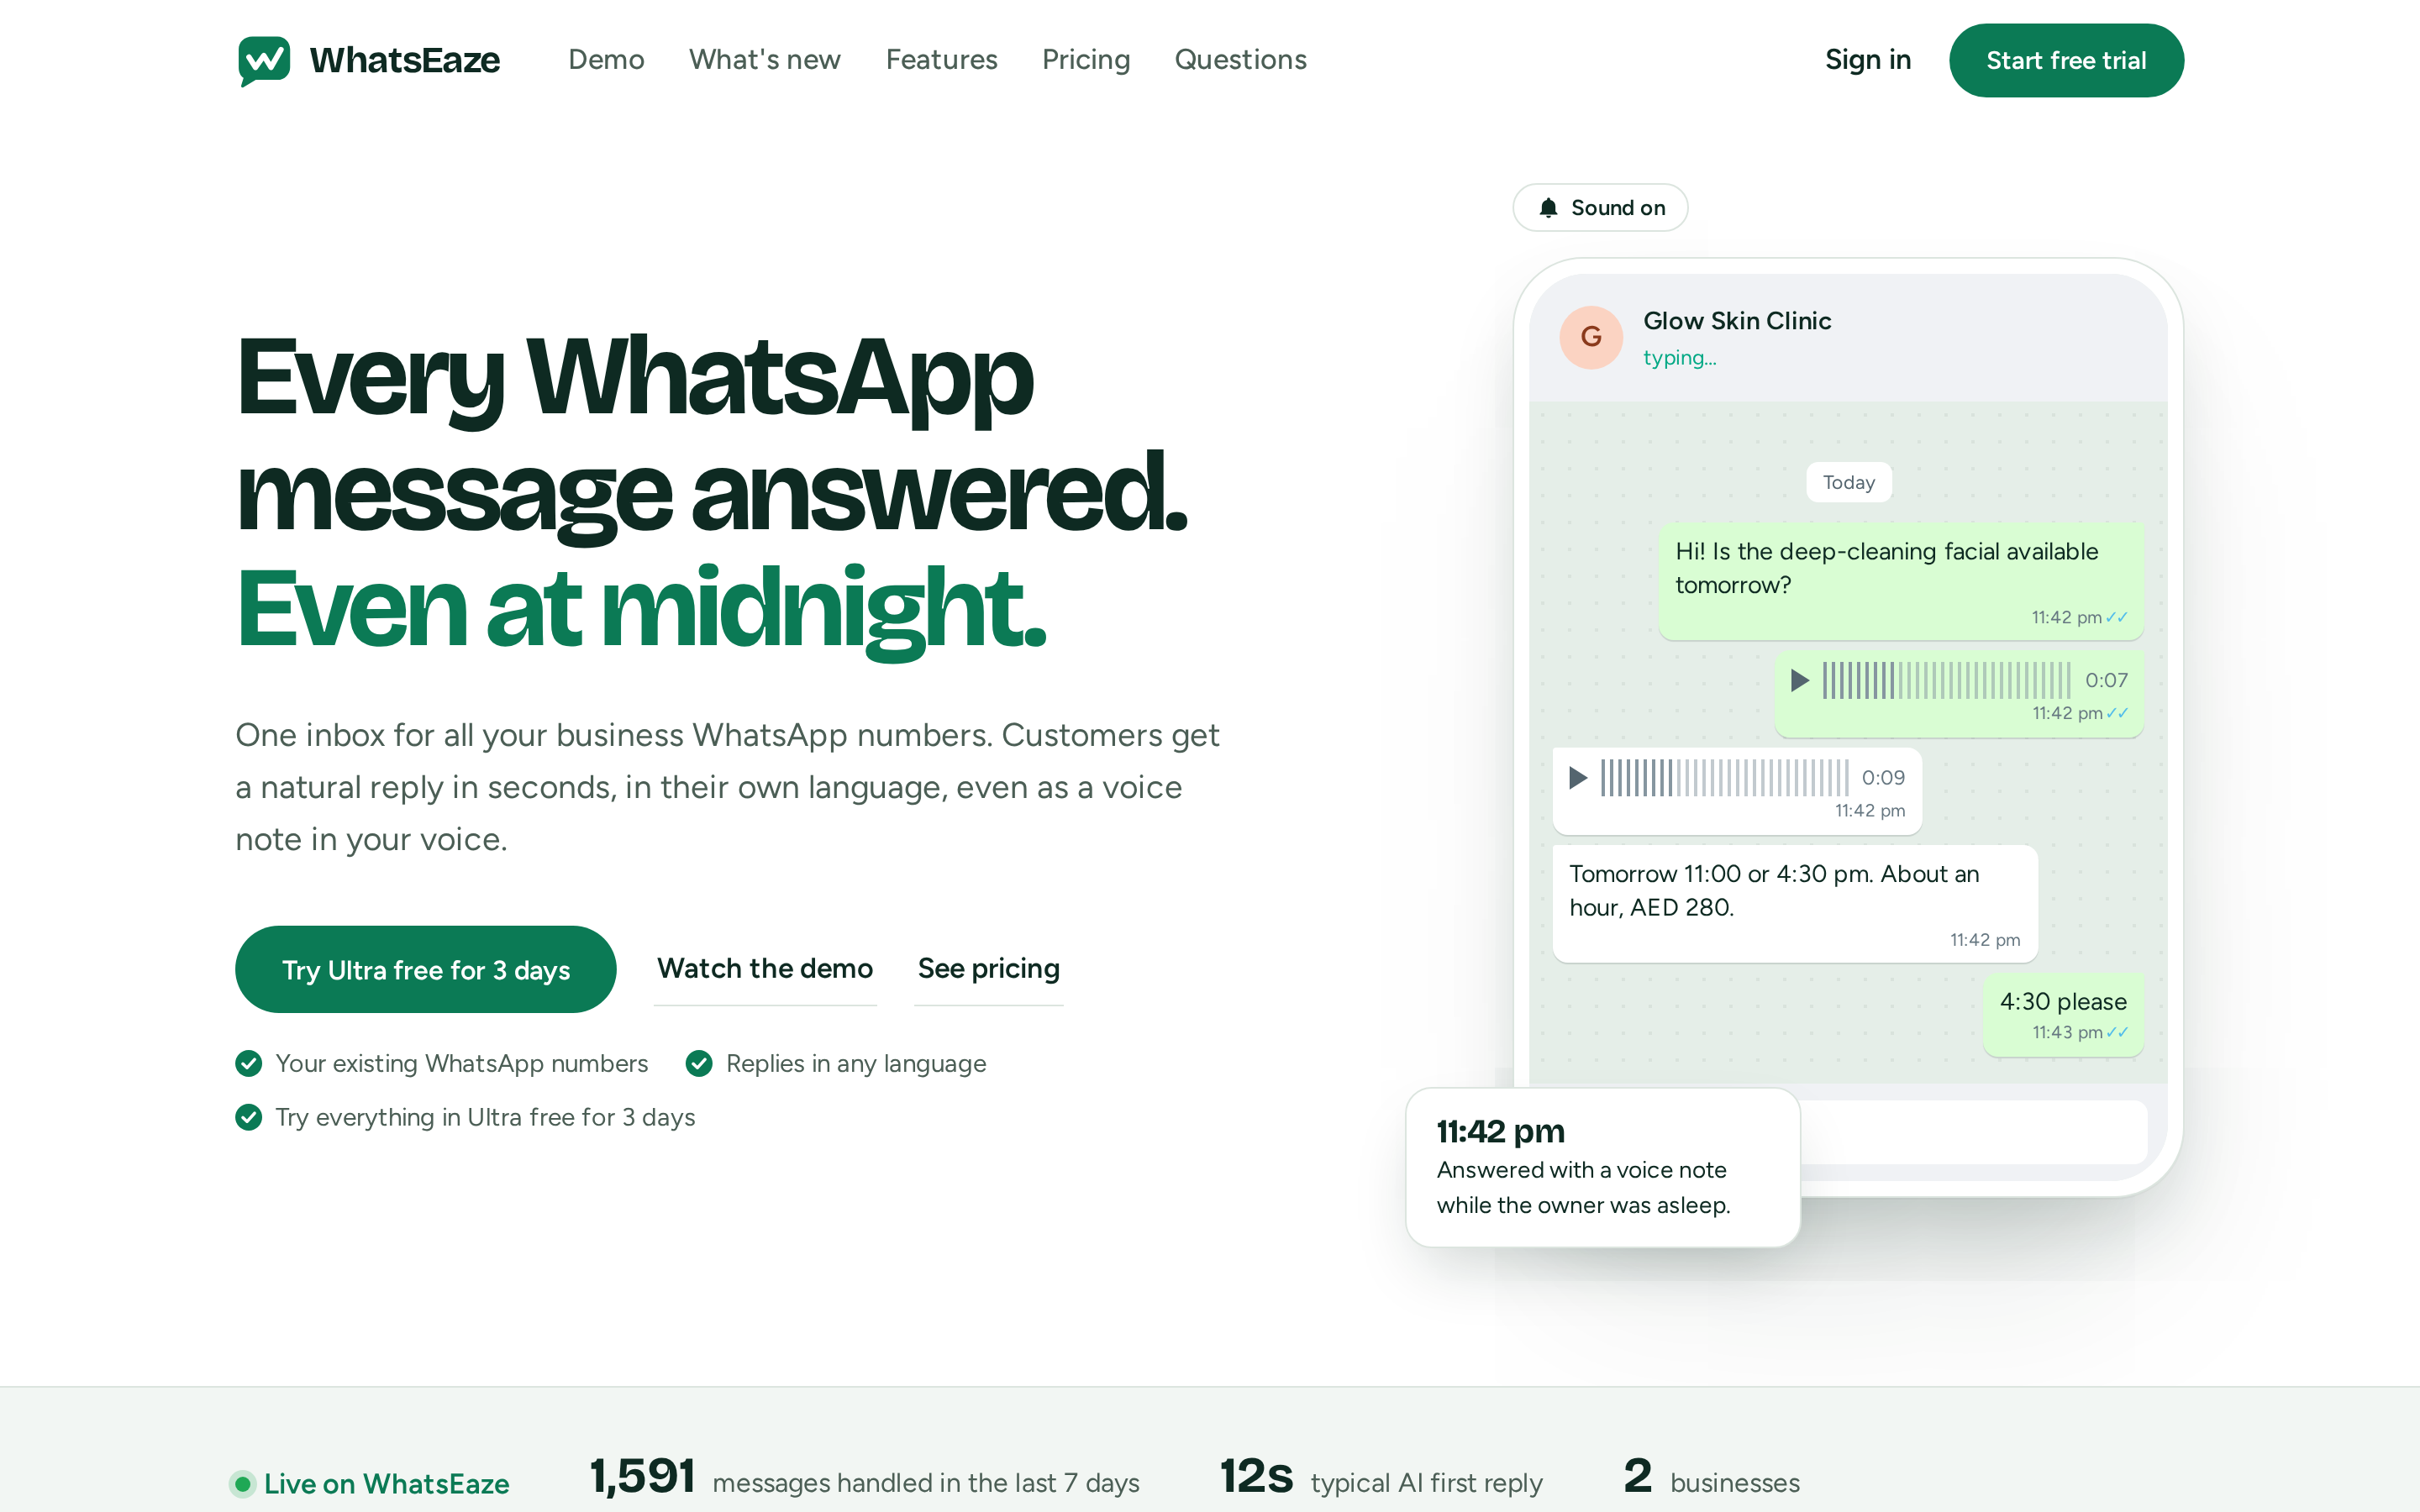 WhatsEaze
Demo
What's new
Features
Pricing
Questions
Sign in
Start free trial
Every WhatsApp
message answered.
Even at midnight.
One inbox for all your business WhatsApp numbers. Customers get
a natural reply in seconds, in their own language, even as a voice
note in your voice.
Try Ultra free for 3 days
Watch the demo
See pricing
Your existing WhatsApp numbers
Replies in any language
Try everything in Ultra free for 3 days
Sound on
G
Glow Skin Clinic
typing...
Today
Hi! Is the deep-cleaning facial available
tomorrow?
11:42 pm ✓✓
0:07
11:42 pm ✓✓
0:09
11:42 pm
Tomorrow 11:00 or 4:30 pm. About an
hour, AED 280.
11:42 pm
4:30 please
11:43 pm ✓✓
11:42 pm
Answered with a voice note
while the owner was asleep.
Live on WhatsEaze
1,591 messages handled in the last 7 days
12s typical AI first reply
2 businesses